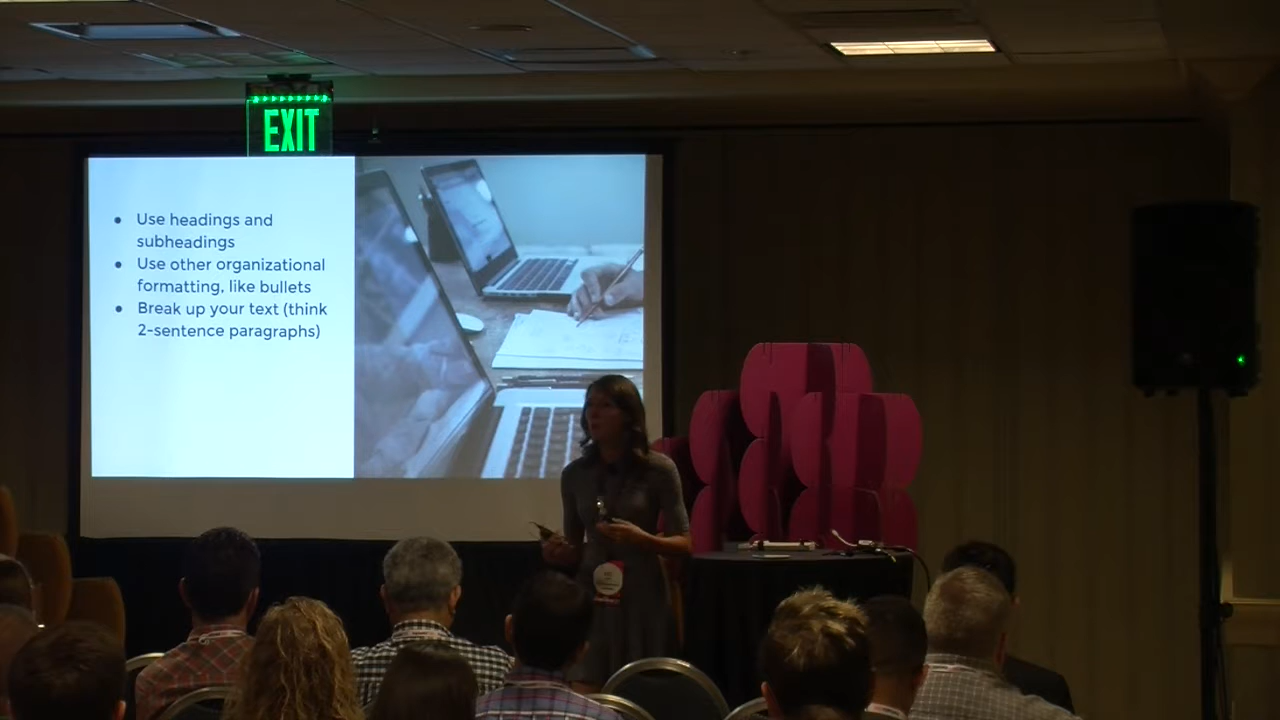 EXIT
● Use headings and
subheadings
● Use other organizational
formatting, like bullets
● Break up your text (think
2-sentence paragraphs)